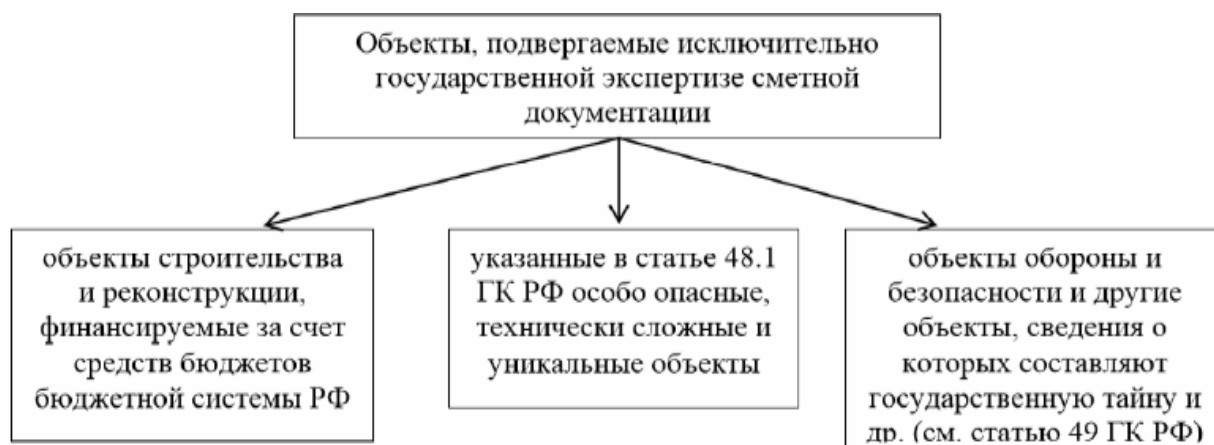 Объекты, подвергаемые исключительно
государственной экспертизе сметной
документации
объекты строительства
и реконструкции,
финансируемые за счет
средств бюджетов
бюджетной системы РФ
указанные в статье 48.1
ГК РФ особо опасные,
технически сложные и
уникальные объекты
объекты обороны и
безопасности и другие
объекты, сведения о
которых составляют
государственную тайну и
др. (см. статью 49 ГК РФ)